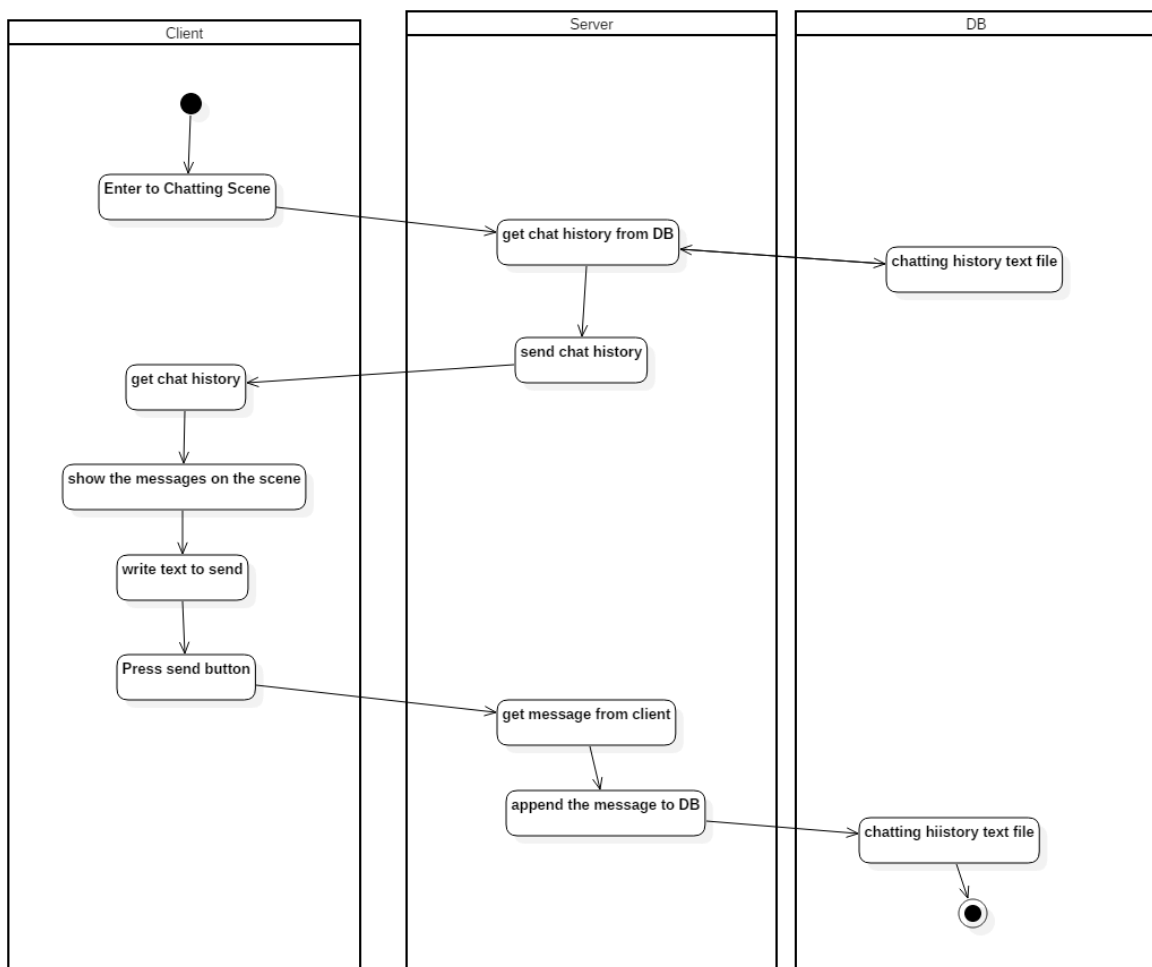 Client
Server
DB
Enter to Chatting Scene
get chat history from DB
chatting history text file
send chat history
get chat history
show the messages on the scene
write text to send
Press send button
get message from client
append the message to DB
chatting hiistory text file